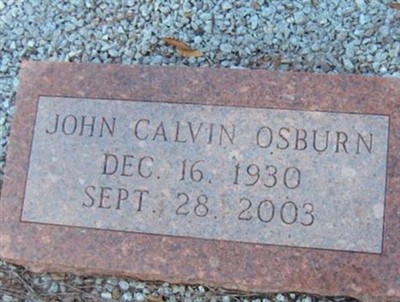 JOHN CALVIN OSBURN
DEC. 16. 1930
SEPT. 28. 2003